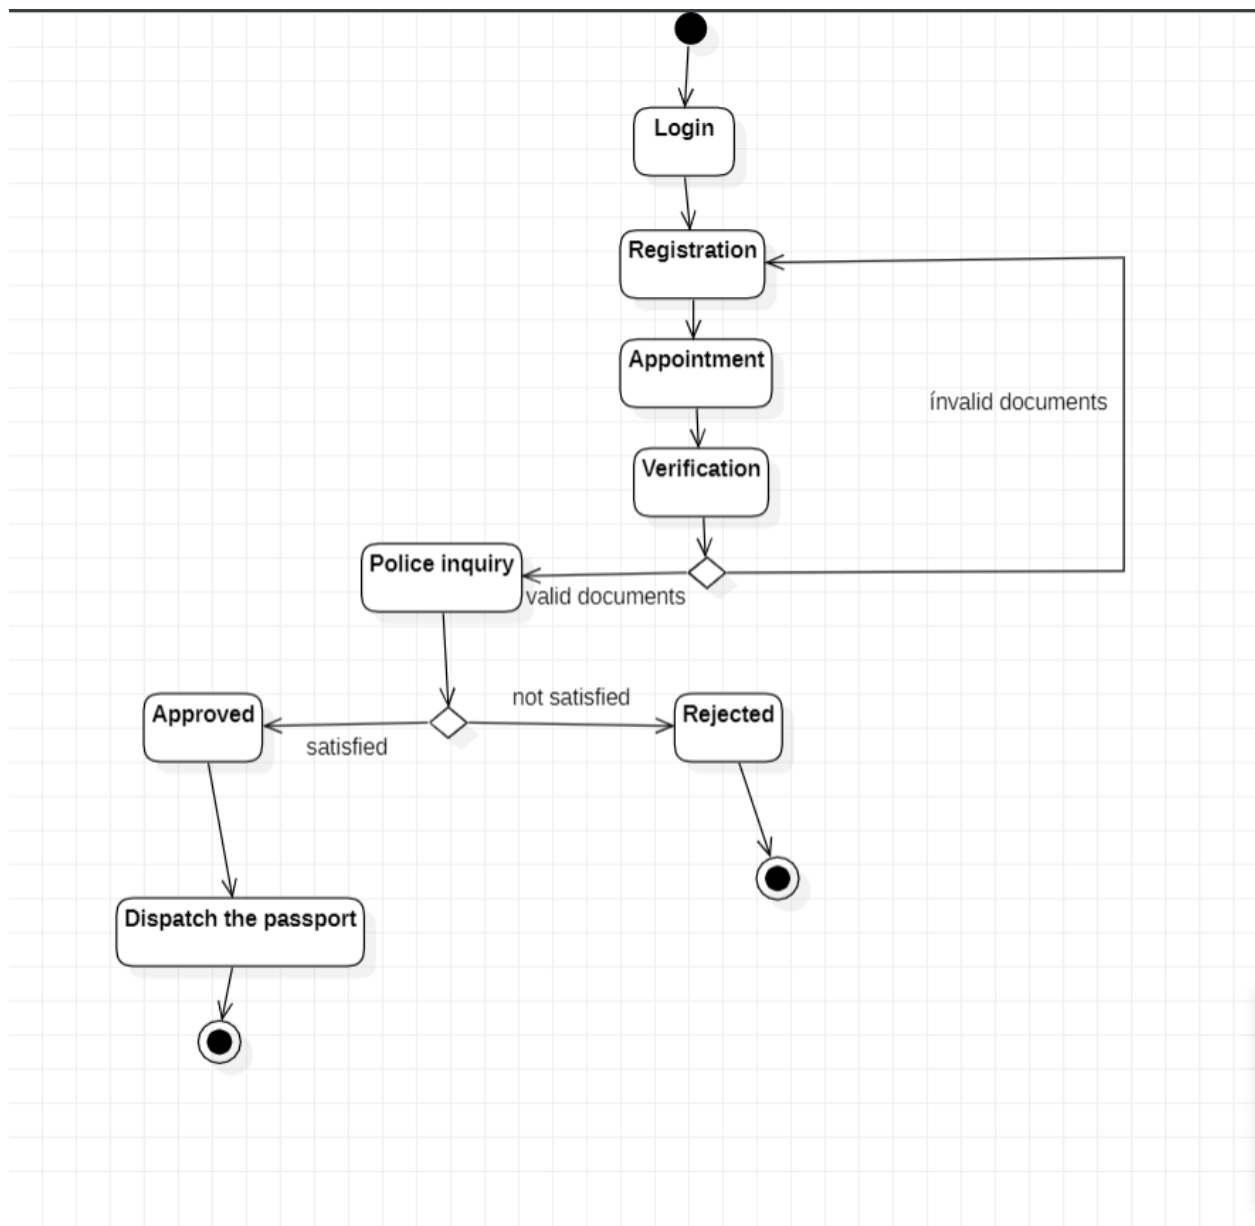 Login
Registration
Appointment
ínvalid documents
Verification
Police inquiry
valid documents
not satisfied
Approved
Rejected
satisfied
Dispatch the passport